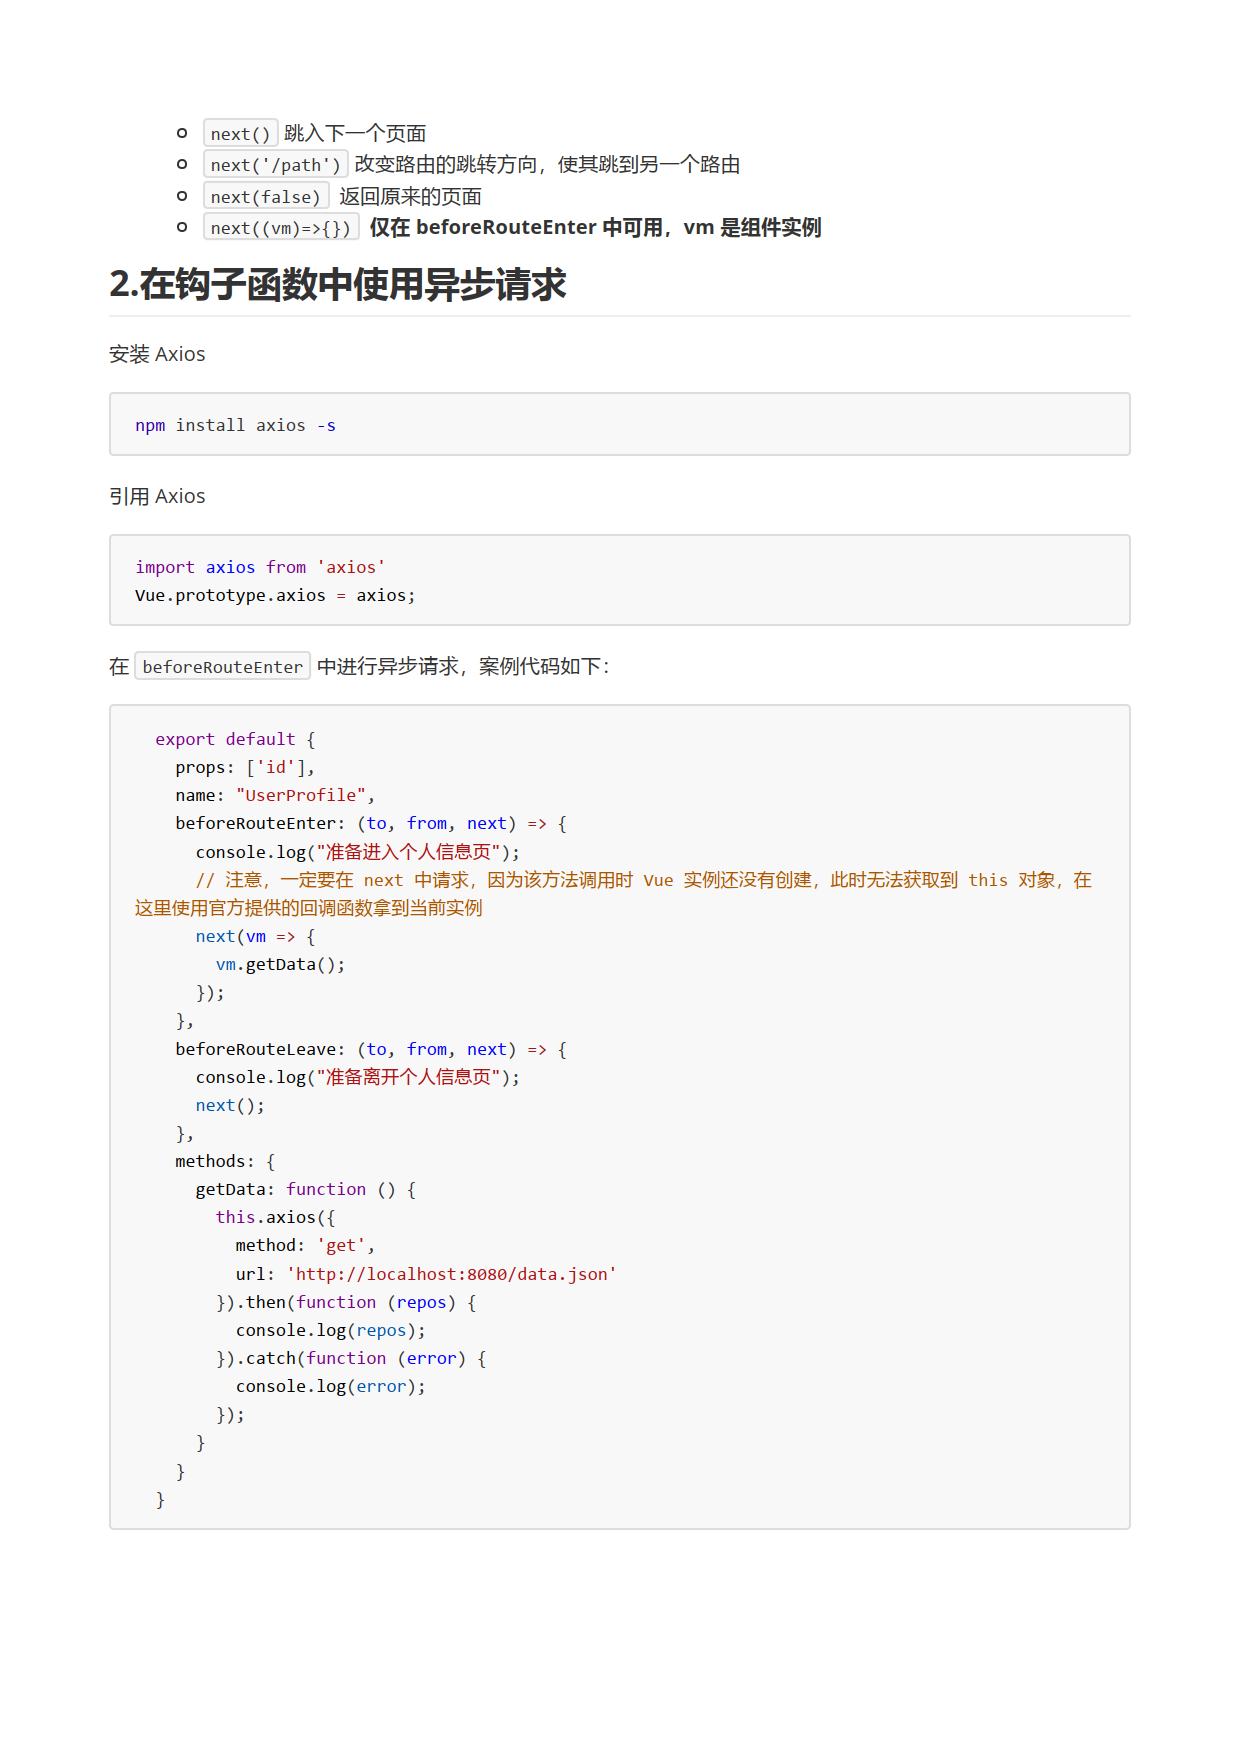 next() 跳入下一个页面
next('/path') 改变路由的跳转方向，使其跳到另一个路由
next(false) 返回原来的页面
next((vm)=>{}) 仅在 beforeRouteEnter 中可用，vm 是组件实例
2.在钩子函数中使用异步请求
安装 Axios
npm install axios -s
引用 Axios
import axios from 'axios'
Vue.prototype.axios = axios;
在 beforeRouteEnter 中进行异步请求，案例代码如下：
export default {
props: ['id'],
name: "UserProfile",
beforeRouteEnter: (to, from, next) => {
console.log("准备进入个人信息页");
// 注意，一定要在 next 中请求，因为该方法调用时 Vue 实例还没有创建，此时无法获取到 this 对象，在
这里使用官方提供的回调函数拿到当前实例
next(vm => {
vm.getData();
});
},
beforeRouteLeave: (to, from, next) => {
console.log("准备离开个人信息页");
next();
},
methods: {
getData: function () {
this.axios({
method: 'get',
url: 'http://localhost:8080/data.json'
}).then(function (repos) {
console.log(repos);
}).catch(function (error) {
console.log(error);
});
}
}
}